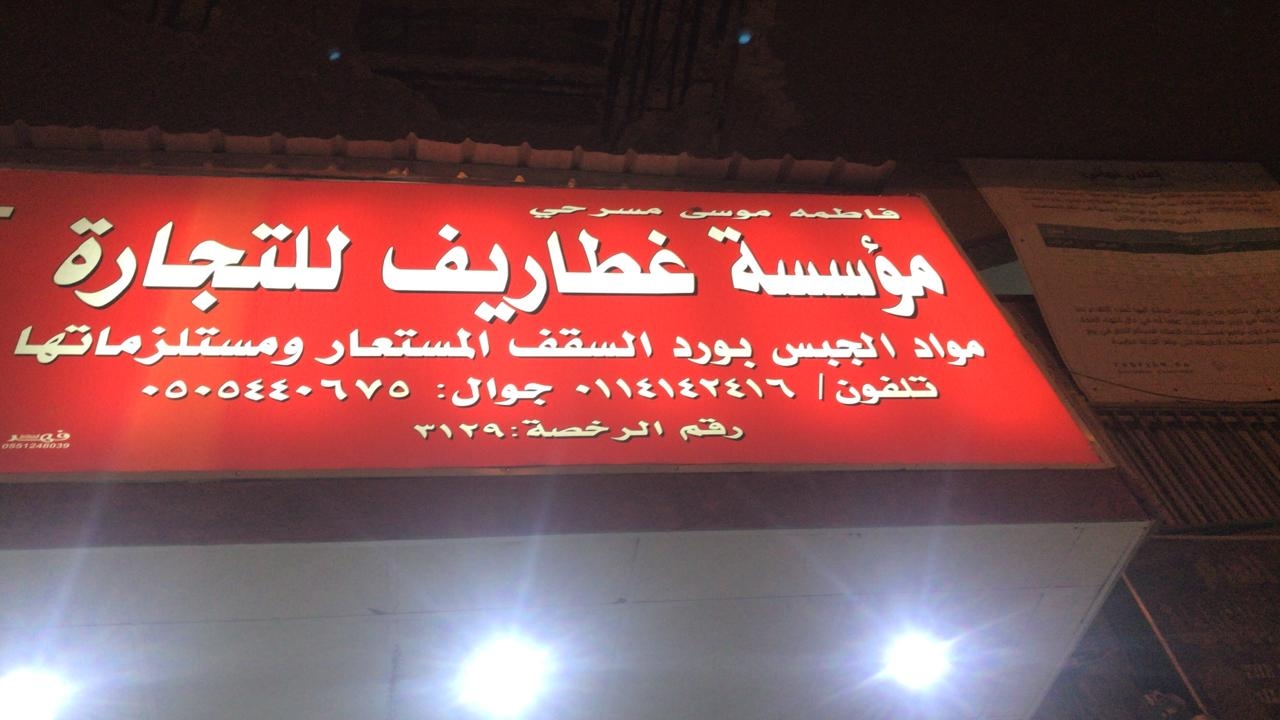 فاطمه موسى مسرحي
مؤسسة غطاريف للتجارة
مواد الجبس بورد السقف المستعار ومستلزماتها
تلفون/ ٠١١٤١٤٢٤١٦ جوال: ٠٥٠٥٤٤٠٦٧٥
رقم الرخصة: ٣١٢٩
0551248039